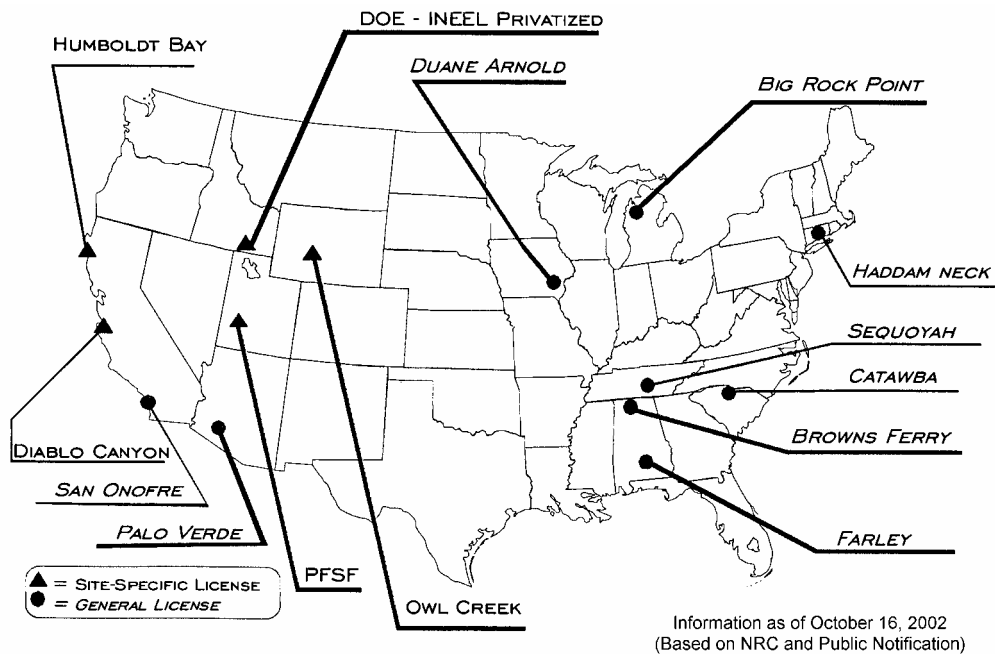 DOE - INEEL PRIVATIZED
HUMBOLDT BAY
DUANE ARNOLD
BIG ROCK POINT
HADDAM NECK
SEQUOYAH
CATAWBA
BROWNS FERRY
DIABLO CANYON
SAN ONOFRE
PALO VERDE
FARLEY
PFSF
OWL CREEK
= SITE-SPECIFIC LICENSE
= GENERAL LICENSE
Information as of October 16, 2002
(Based on NRC and Public Notification)